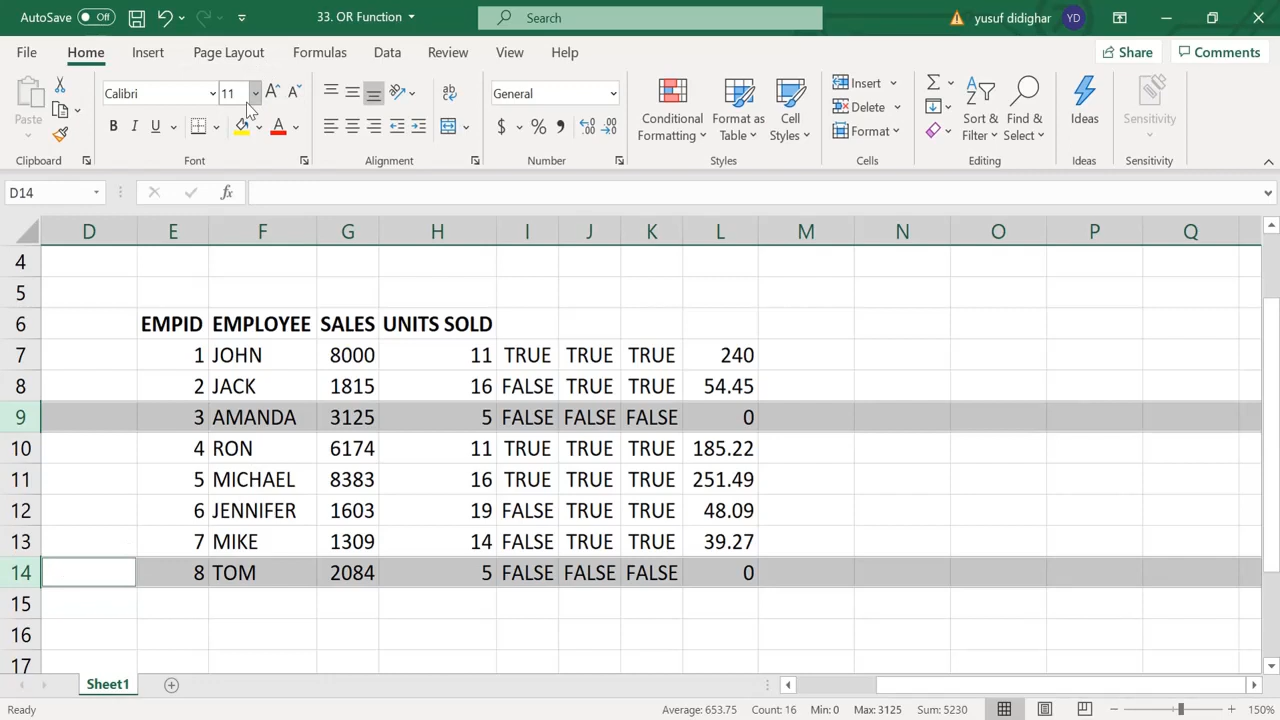 AutoSave Off 33. OR Function Search yusuf didighar YD
File Home Insert Page Layout Formulas Data Review View Help Share Comments
Paste Calibri 11 B I U General $ % Conditional Formatting Format as Table Cell Styles Insert Delete Format Sort & Filter Find & Select Ideas Sensitivity
Clipboard Font Alignment Number Styles Cells Editing Ideas Sensitivity
D14 fx
D E F G H I J K L M N O P Q
4
5
6 EMPID EMPLOYEE SALES UNITS SOLD
7 1 JOHN 8000 11 TRUE TRUE TRUE 240
8 2 JACK 1815 16 FALSE TRUE TRUE 54.45
9 3 AMANDA 3125 5 FALSE FALSE FALSE 0
10 4 RON 6174 11 TRUE TRUE TRUE 185.22
11 5 MICHAEL 8383 16 TRUE TRUE TRUE 251.49
12 6 JENNIFER 1603 19 FALSE TRUE TRUE 48.09
13 7 MIKE 1309 14 FALSE TRUE TRUE 39.27
14 8 TOM 2084 5 FALSE FALSE FALSE 0
15
16
17
Sheet1
Ready Average: 653.75 Count: 16 Min: 0 Max: 3125 Sum: 5230 150%